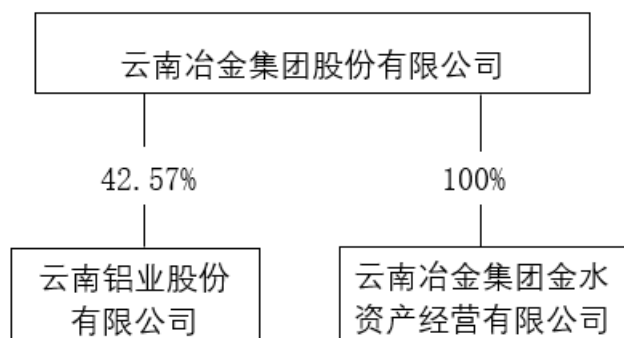 云南冶金集团股份有限公司
42.57%
100%
云南铝业股份
有限公司
云南冶金集团金水
资产经营有限公司